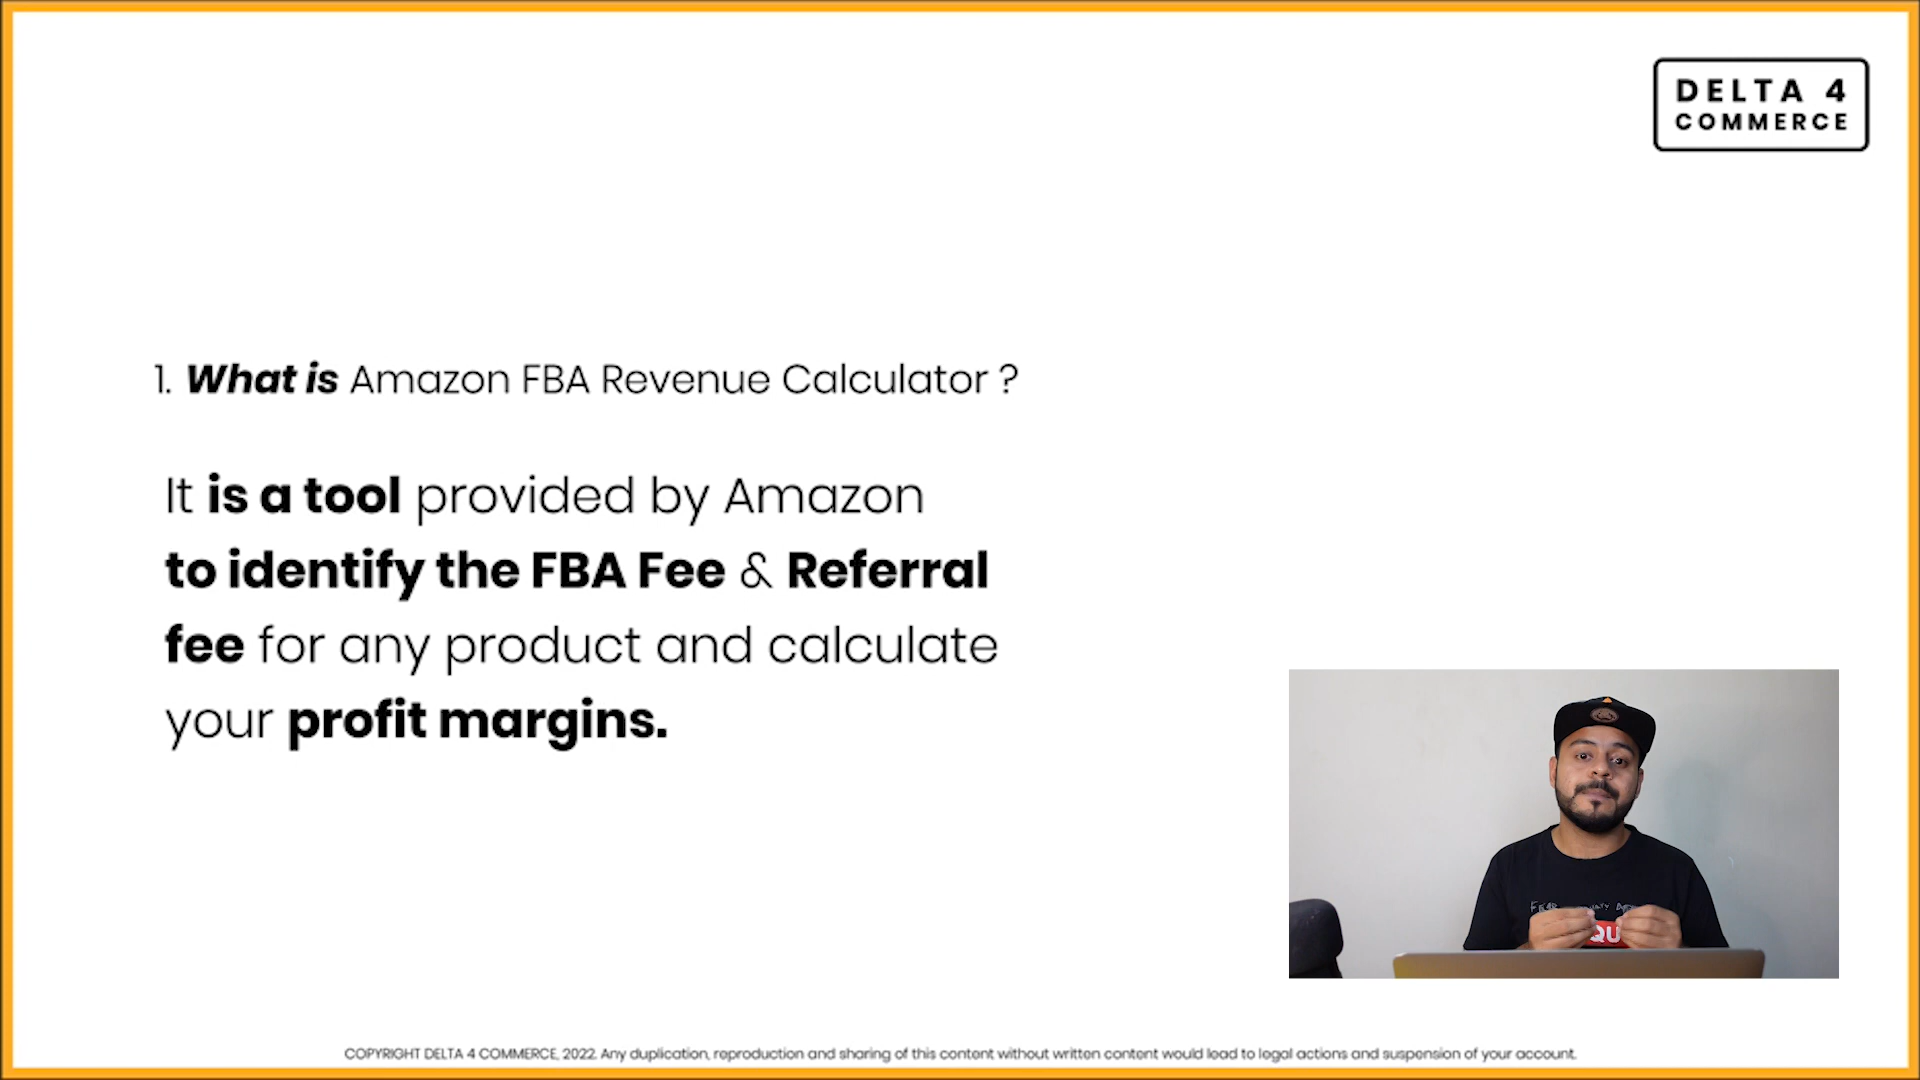 DELTA 4
COMMERCE
1. What is Amazon FBA Revenue Calculator ?
It is a tool provided by Amazon
to identify the FBA Fee & Referral
fee for any product and calculate
your profit margins.
FEAR
QU
COPYRIGHT DELTA 4 COMMERCE, 2022. Any duplication, reproduction and sharing of this content without written content would lead to legal actions and suspension of your account.